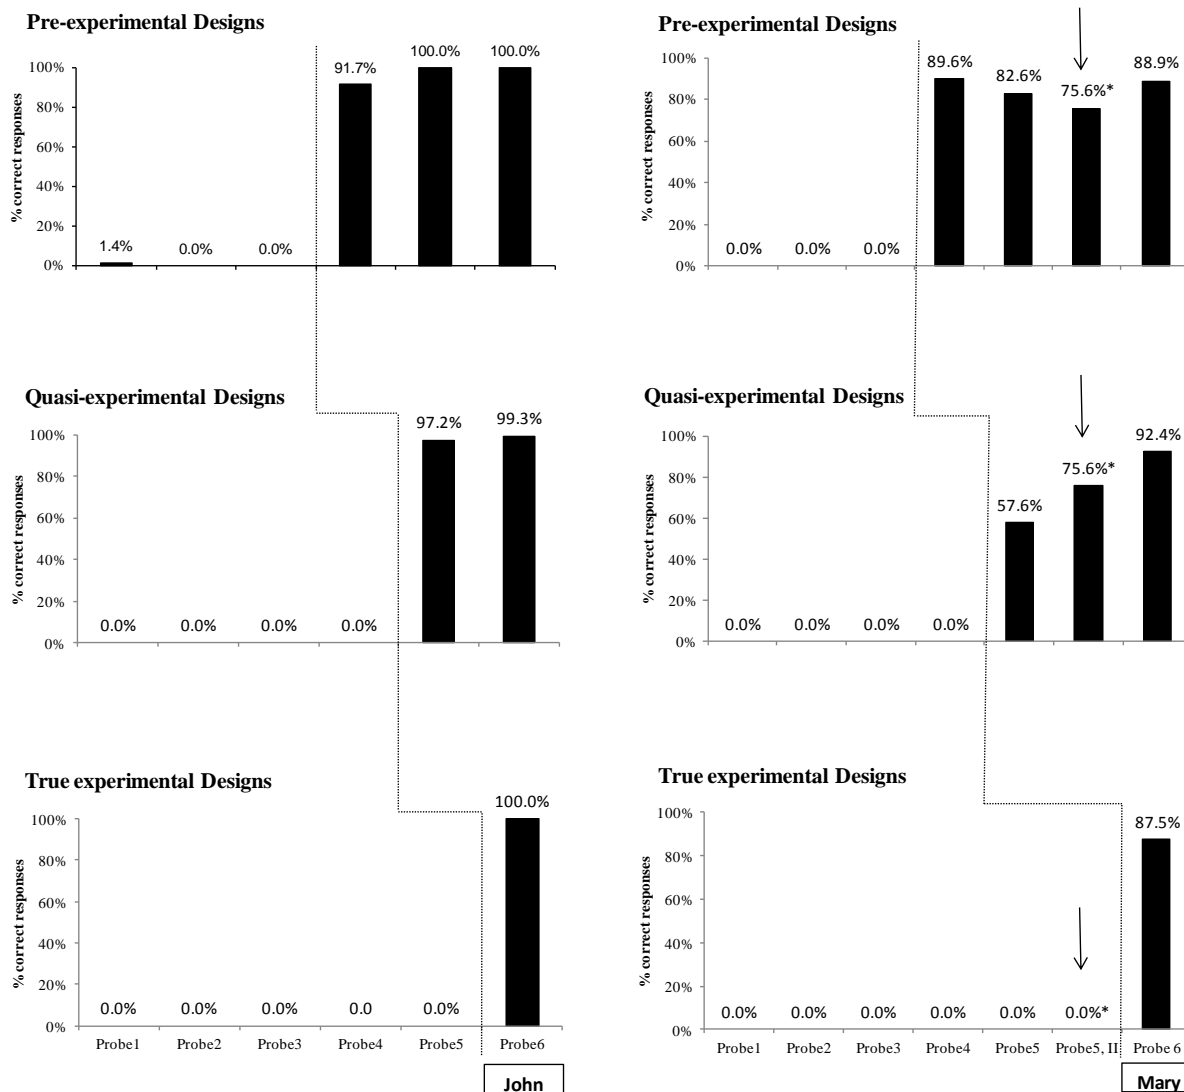 Pre-experimental Designs
% correct responses
100%
80%
60%
40%
20%
0%
1.4%
0.0%
0.0%
91.7%
100.0%
100.0%
Quasi-experimental Designs
% correct responses
100%
80%
60%
40%
20%
0%
0.0%
0.0%
0.0%
0.0%
97.2%
99.3%
True experimental Designs
% correct responses
100%
80%
60%
40%
20%
0%
0.0%
0.0%
0.0%
0.0
0.0%
100.0%
Probe1
Probe2
Probe3
Probe4
Probe5
Probe6
John
Pre-experimental Designs
% correct responses
100%
80%
60%
40%
20%
0%
0.0%
0.0%
0.0%
89.6%
82.6%
75.6%*
88.9%
Quasi-experimental Designs
% correct responses
100%
80%
60%
40%
20%
0%
0.0%
0.0%
0.0%
0.0%
57.6%
75.6%*
92.4%
True experimental Designs
% correct responses
100%
80%
60%
40%
20%
0%
0.0%
0.0%
0.0%
0.0%
0.0%
0.0%*
87.5%
Probe1
Probe2
Probe3
Probe4
Probe5
Probe5, II
Probe 6
Mary